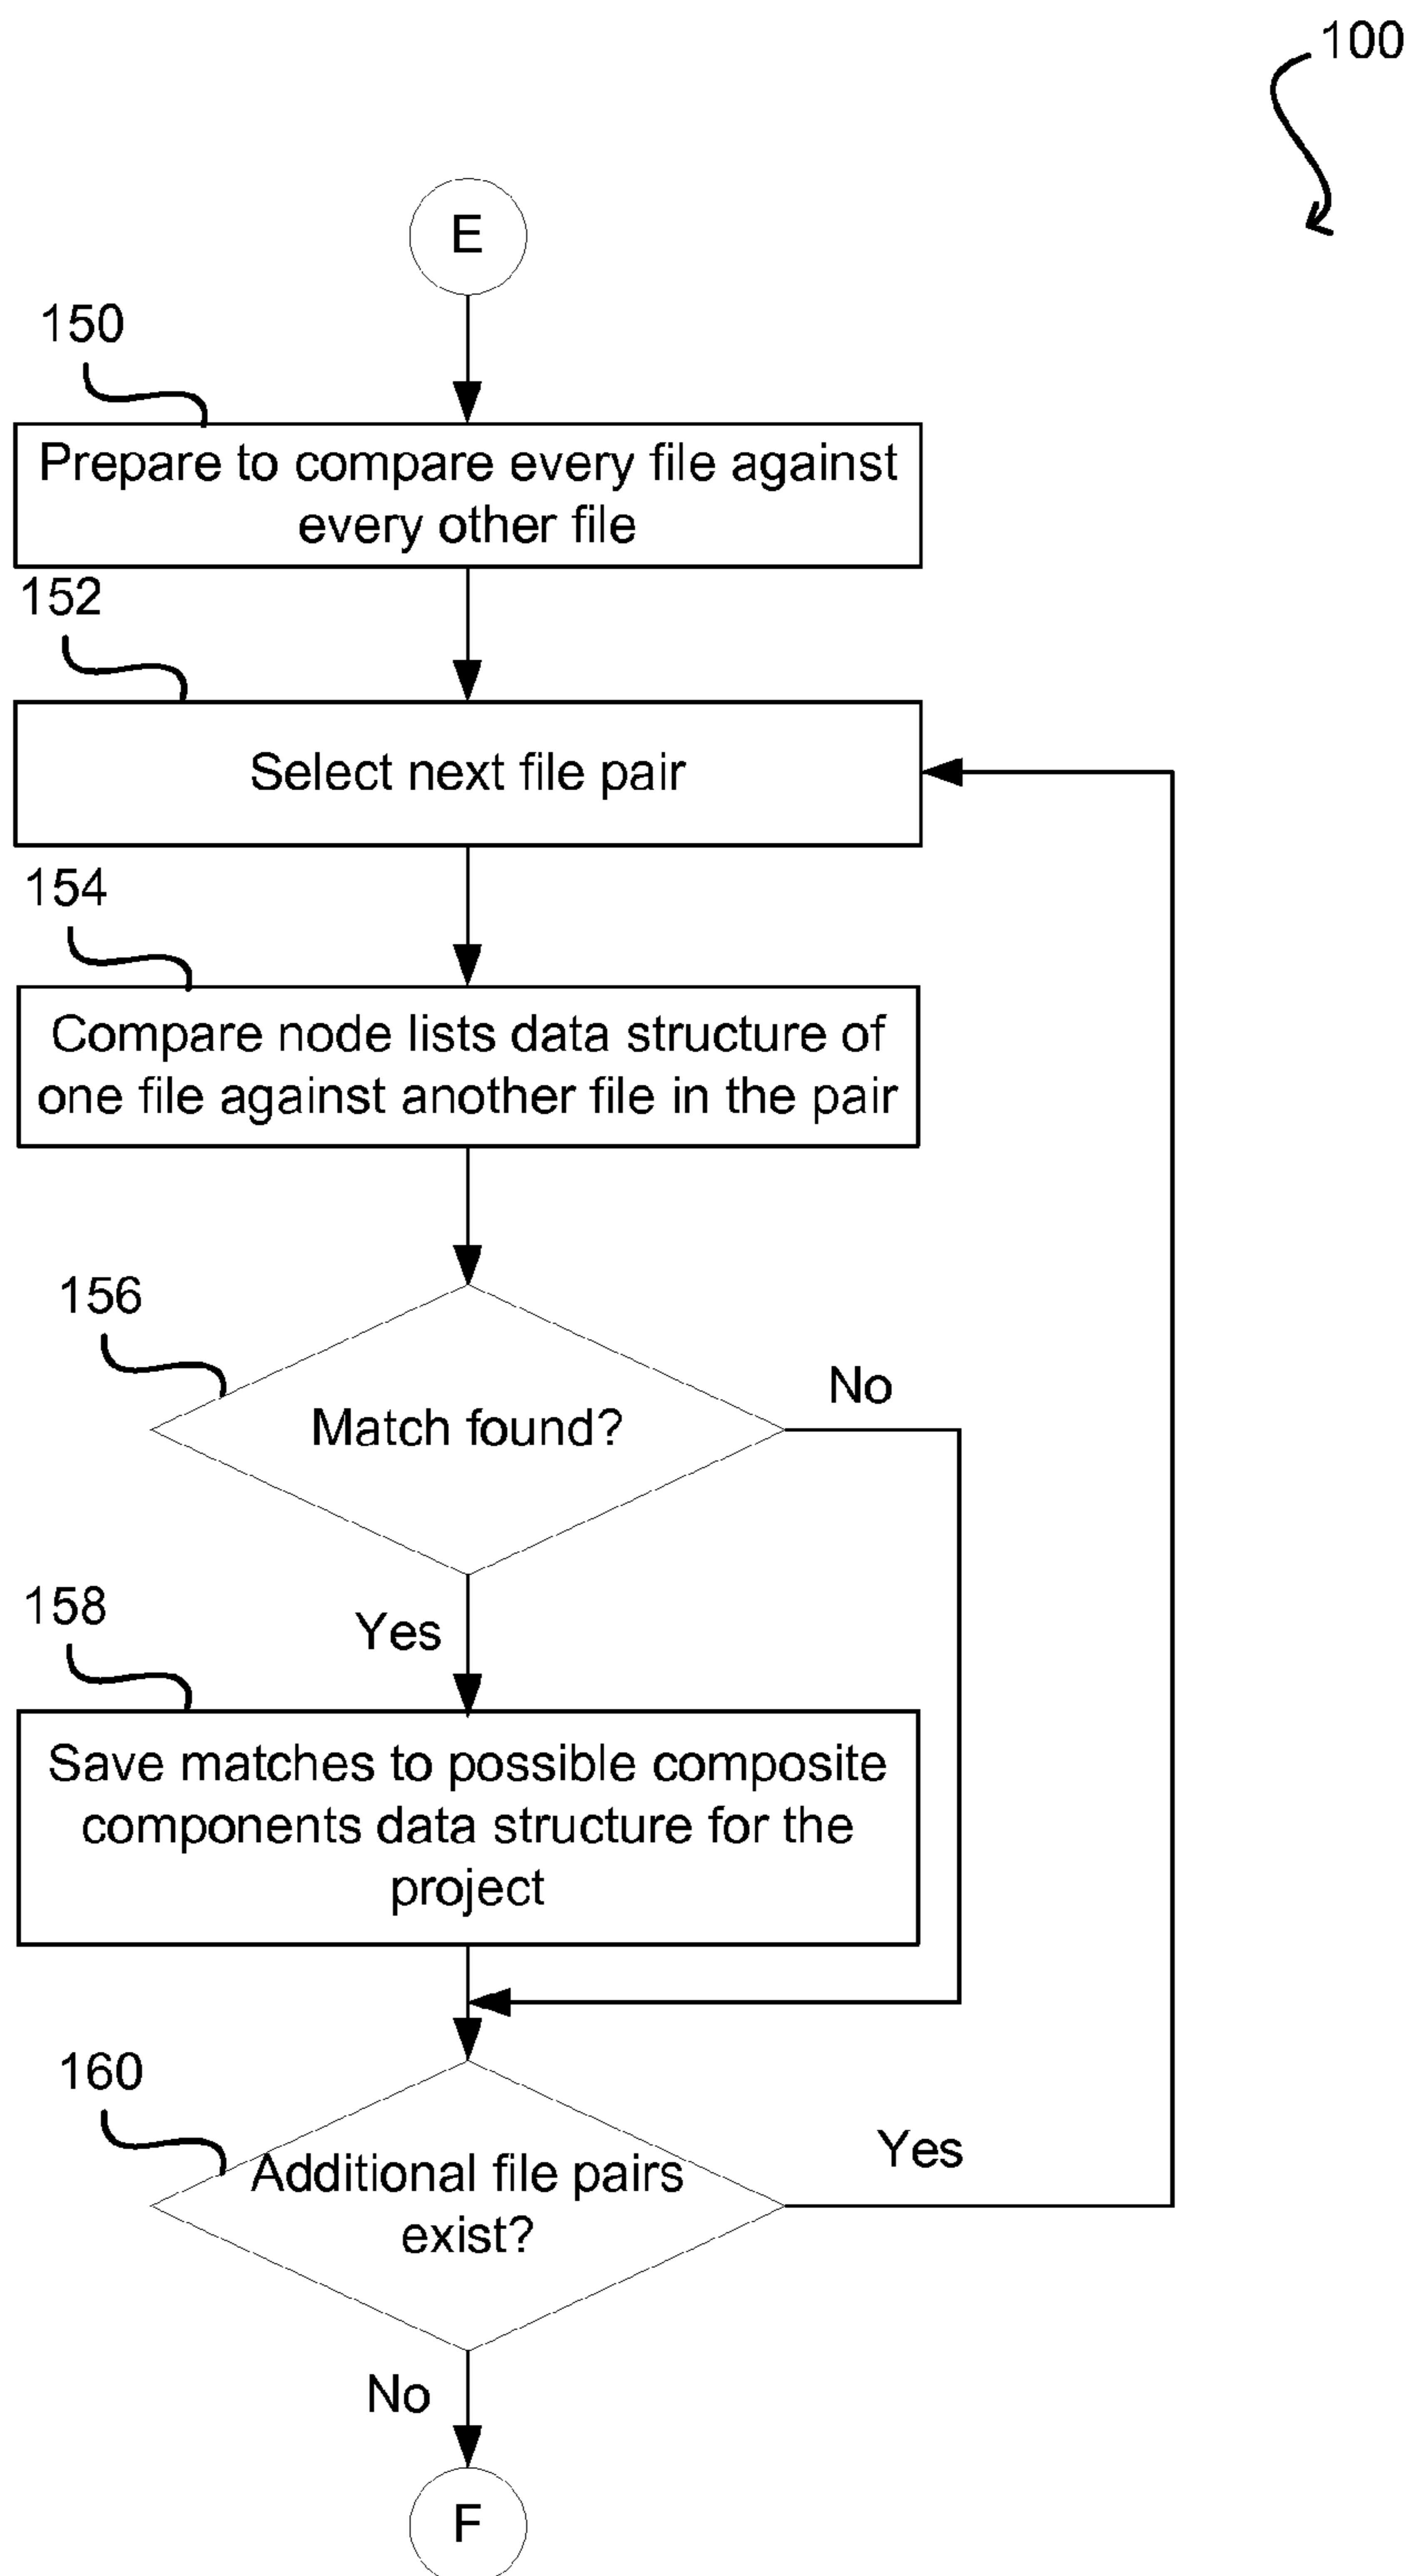 100
E
150
Prepare to compare every file against
every other file
152
Select next file pair
154
Compare node lists data structure of
one file against another file in the pair
156
No
Match found?
158
Yes
Save matches to possible composite
components data structure for the
project
160
Yes
Additional file pairs
exist?
No
F